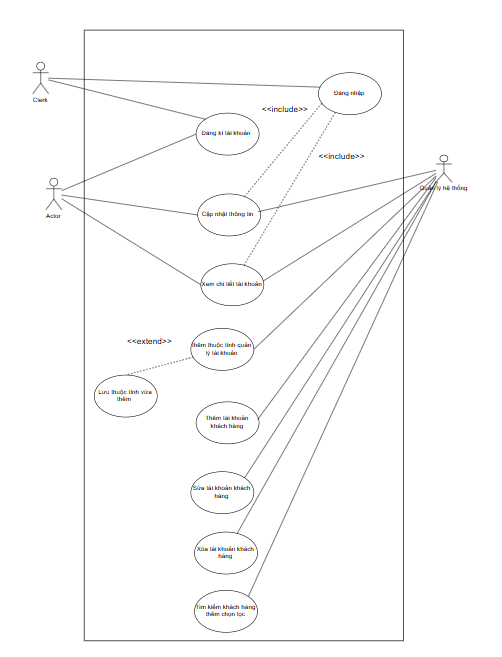 Clerk
Đăng nhập
<<include>>
Đăng kí tài khoản
<<include>>
Quản lý hệ thống
Actor
Cập nhật thông tin
Xem chi tiết tài khoản
<<extend>>
thêm thuộc tính quản
lý tài khoản
Lưu thuộc tính vừa
thêm
Thêm tài khoản
khách hàng
Sửa tài khoản khách
hàng
Xóa tài khoản khách
hàng
Tìm kiếm khách hàng
thêm chọn lọc